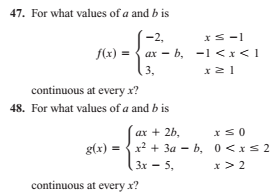 47. For what values of a and b is
f(x) = { -2, x ≤ -1
ax - b, -1 < x < 1
3, x ≥ 1
continuous at every x?
48. For what values of a and b is
g(x) = { ax + 2b, x ≤ 0
x² + 3a - b, 0 < x ≤ 2
3x - 5, x > 2
continuous at every x?